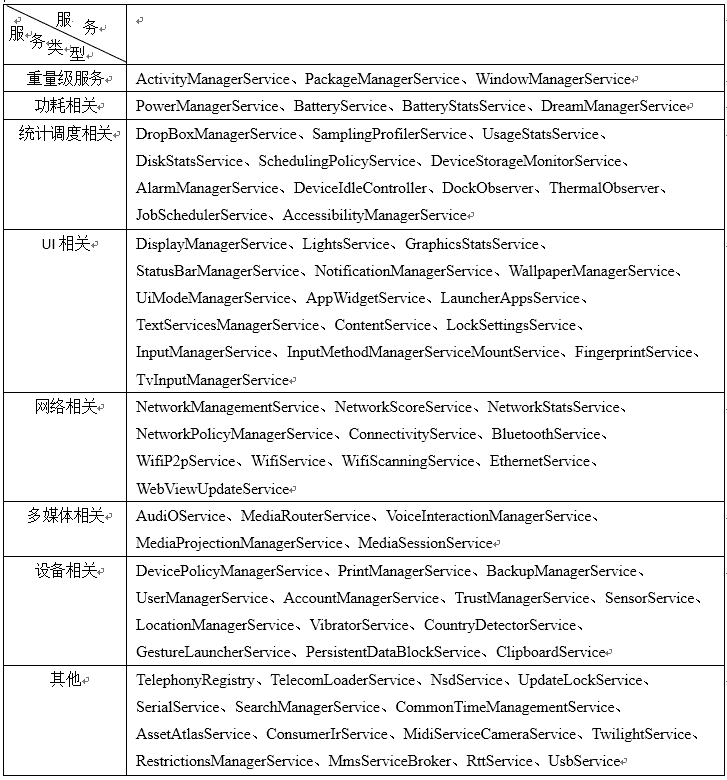 服务
服务类型
重量级服务 ActivityManagerService、PackageManagerService、WindowManagerService
功耗相关 PowerManagerService、BatteryService、BatteryStatsService、DreamManagerService
统计调度相关 DropBoxManagerService、SamplingProfilerService、UsageStatsService、
DiskStatsService、SchedulingPolicyService、DeviceStorageMonitorService、
AlarmManagerService、DeviceIdleController、DockObserver、ThermalObserver、
JobSchedulerService、AccessibilityManagerService
UI 相关 DisplayManagerService、LightsService、GraphicsStatsService、
StatusBarManagerService、NotificationManagerService、WallpaperManagerService、
UiModeManagerService、AppWidgetService、LauncherAppsService、
TextServicesManagerService、ContentService、LockSettingsService、
InputManagerService、InputMethodManagerServiceMountService、FingerprintService、
TvInputManagerService
网络相关 NetworkManagementService、NetworkScoreService、NetworkStatsService、
NetworkPolicyManagerService、ConnectivityService、BluetoothService、
WifiP2pService、WifiService、WifiScanningService、EthernetService、
WebViewUpdateService
多媒体相关 AudiOService、MediaRouterService、VoiceInteractionManagerService、
MediaProjectionManagerService、MediaSessionService
设备相关 DevicePolicyManagerService、PrintManagerService、BackupManagerService、
UserManagerService、AccountManagerService、TrustManagerService、SensorService、
LocationManagerService、VibratorService、CountryDetectorService、
GestureLauncherService、PersistentDataBlockService、ClipboardService
其他 TelephonyRegistry、TelecomLoaderService、NsdService、UpdateLockService、
SerialService、SearchManagerService、CommonTimeManagementService、
AssetAtlasService、ConsumerIrService、MidiServiceCameraService、TwilightService、
RestrictionsManagerService、MmsServiceBroker、RttService、UsbService